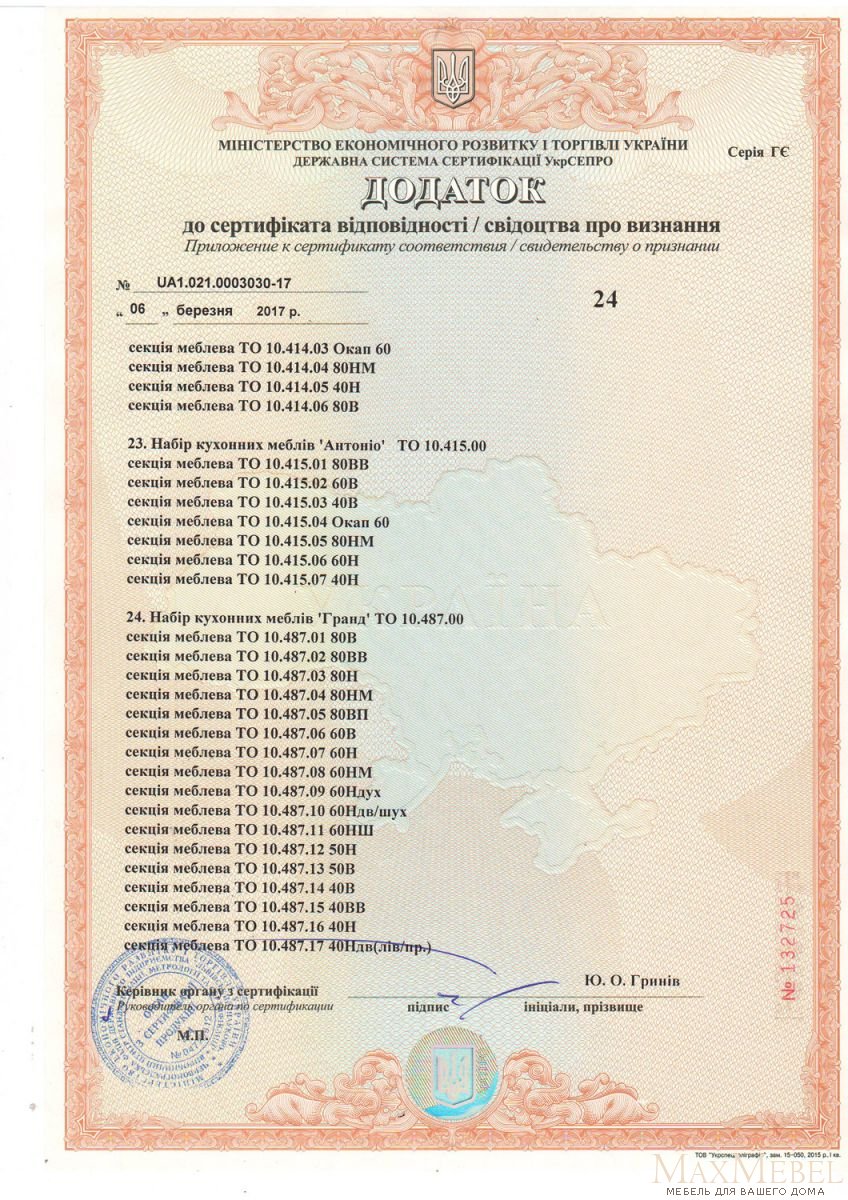 МІНІСТЕРСТВО ЕКОНОМІЧНОГО РОЗВИТКУ І ТОРГІВЛІ УКРАЇНИ
Серія ГЄ
ДЕРЖАВНА СИСТЕМА СЕРТИФІКАЦІЇ УкрСЕПРО
ДОДАТОК
до сертифіката відповідності / свідоцтва про визнання
Приложение к сертификату соответствия / свидетельству о признании
№ UA1.021.0003030-17
24
„ 06 „ березня 2017 р.
секція меблева ТО 10.414.03 Окап 60
секція меблева ТО 10.414.04 80НМ
секція меблева ТО 10.414.05 40Н
секція меблева ТО 10.414.06 80В
23. Набір кухонних меблів 'Антоніо' ТО 10.415.00
секція меблева ТО 10.415.01 80ВВ
секція меблева ТО 10.415.02 60В
секція меблева ТО 10.415.03 40В
секція меблева ТО 10.415.04 Окап 60
секція меблева ТО 10.415.05 80НМ
секція меблева ТО 10.415.06 60Н
секція меблева ТО 10.415.07 40Н
УКРАЇНА
24. Набір кухонних меблів 'Гранд' ТО 10.487.00
секція меблева ТО 10.487.01 80В
секція меблева ТО 10.487.02 80ВВ
секція меблева ТО 10.487.03 80Н
секція меблева ТО 10.487.04 80НМ
секція меблева ТО 10.487.05 80ВП
секція меблева ТО 10.487.06 60В
секція меблева ТО 10.487.07 60Н
секція меблева ТО 10.487.08 60НМ
секція меблева ТО 10.487.09 60Ндух
секція меблева ТО 10.487.10 60Ндв/шух
секція меблева ТО 10.487.11 60НШ
секція меблева ТО 10.487.12 50Н
секція меблева ТО 10.487.13 50В
секція меблева ТО 10.487.14 40В
секція меблева ТО 10.487.15 40ВВ
секція меблева ТО 10.487.16 40Н
секція меблева ТО 10.487.17 40Ндв(лів/пр.)
№ 132725
Керівник органу з сертифікації
Ю. О. Гринів
Руководитель органа по сертификации
підпис
ініціали, прізвище
М.П.
ТОВ "Укрспецполіграфія", зам. 15-050, 2015 р., I кв.
MAXMEBEL
МЕБЕЛЬ ДЛЯ ВАШЕГО ДОМА